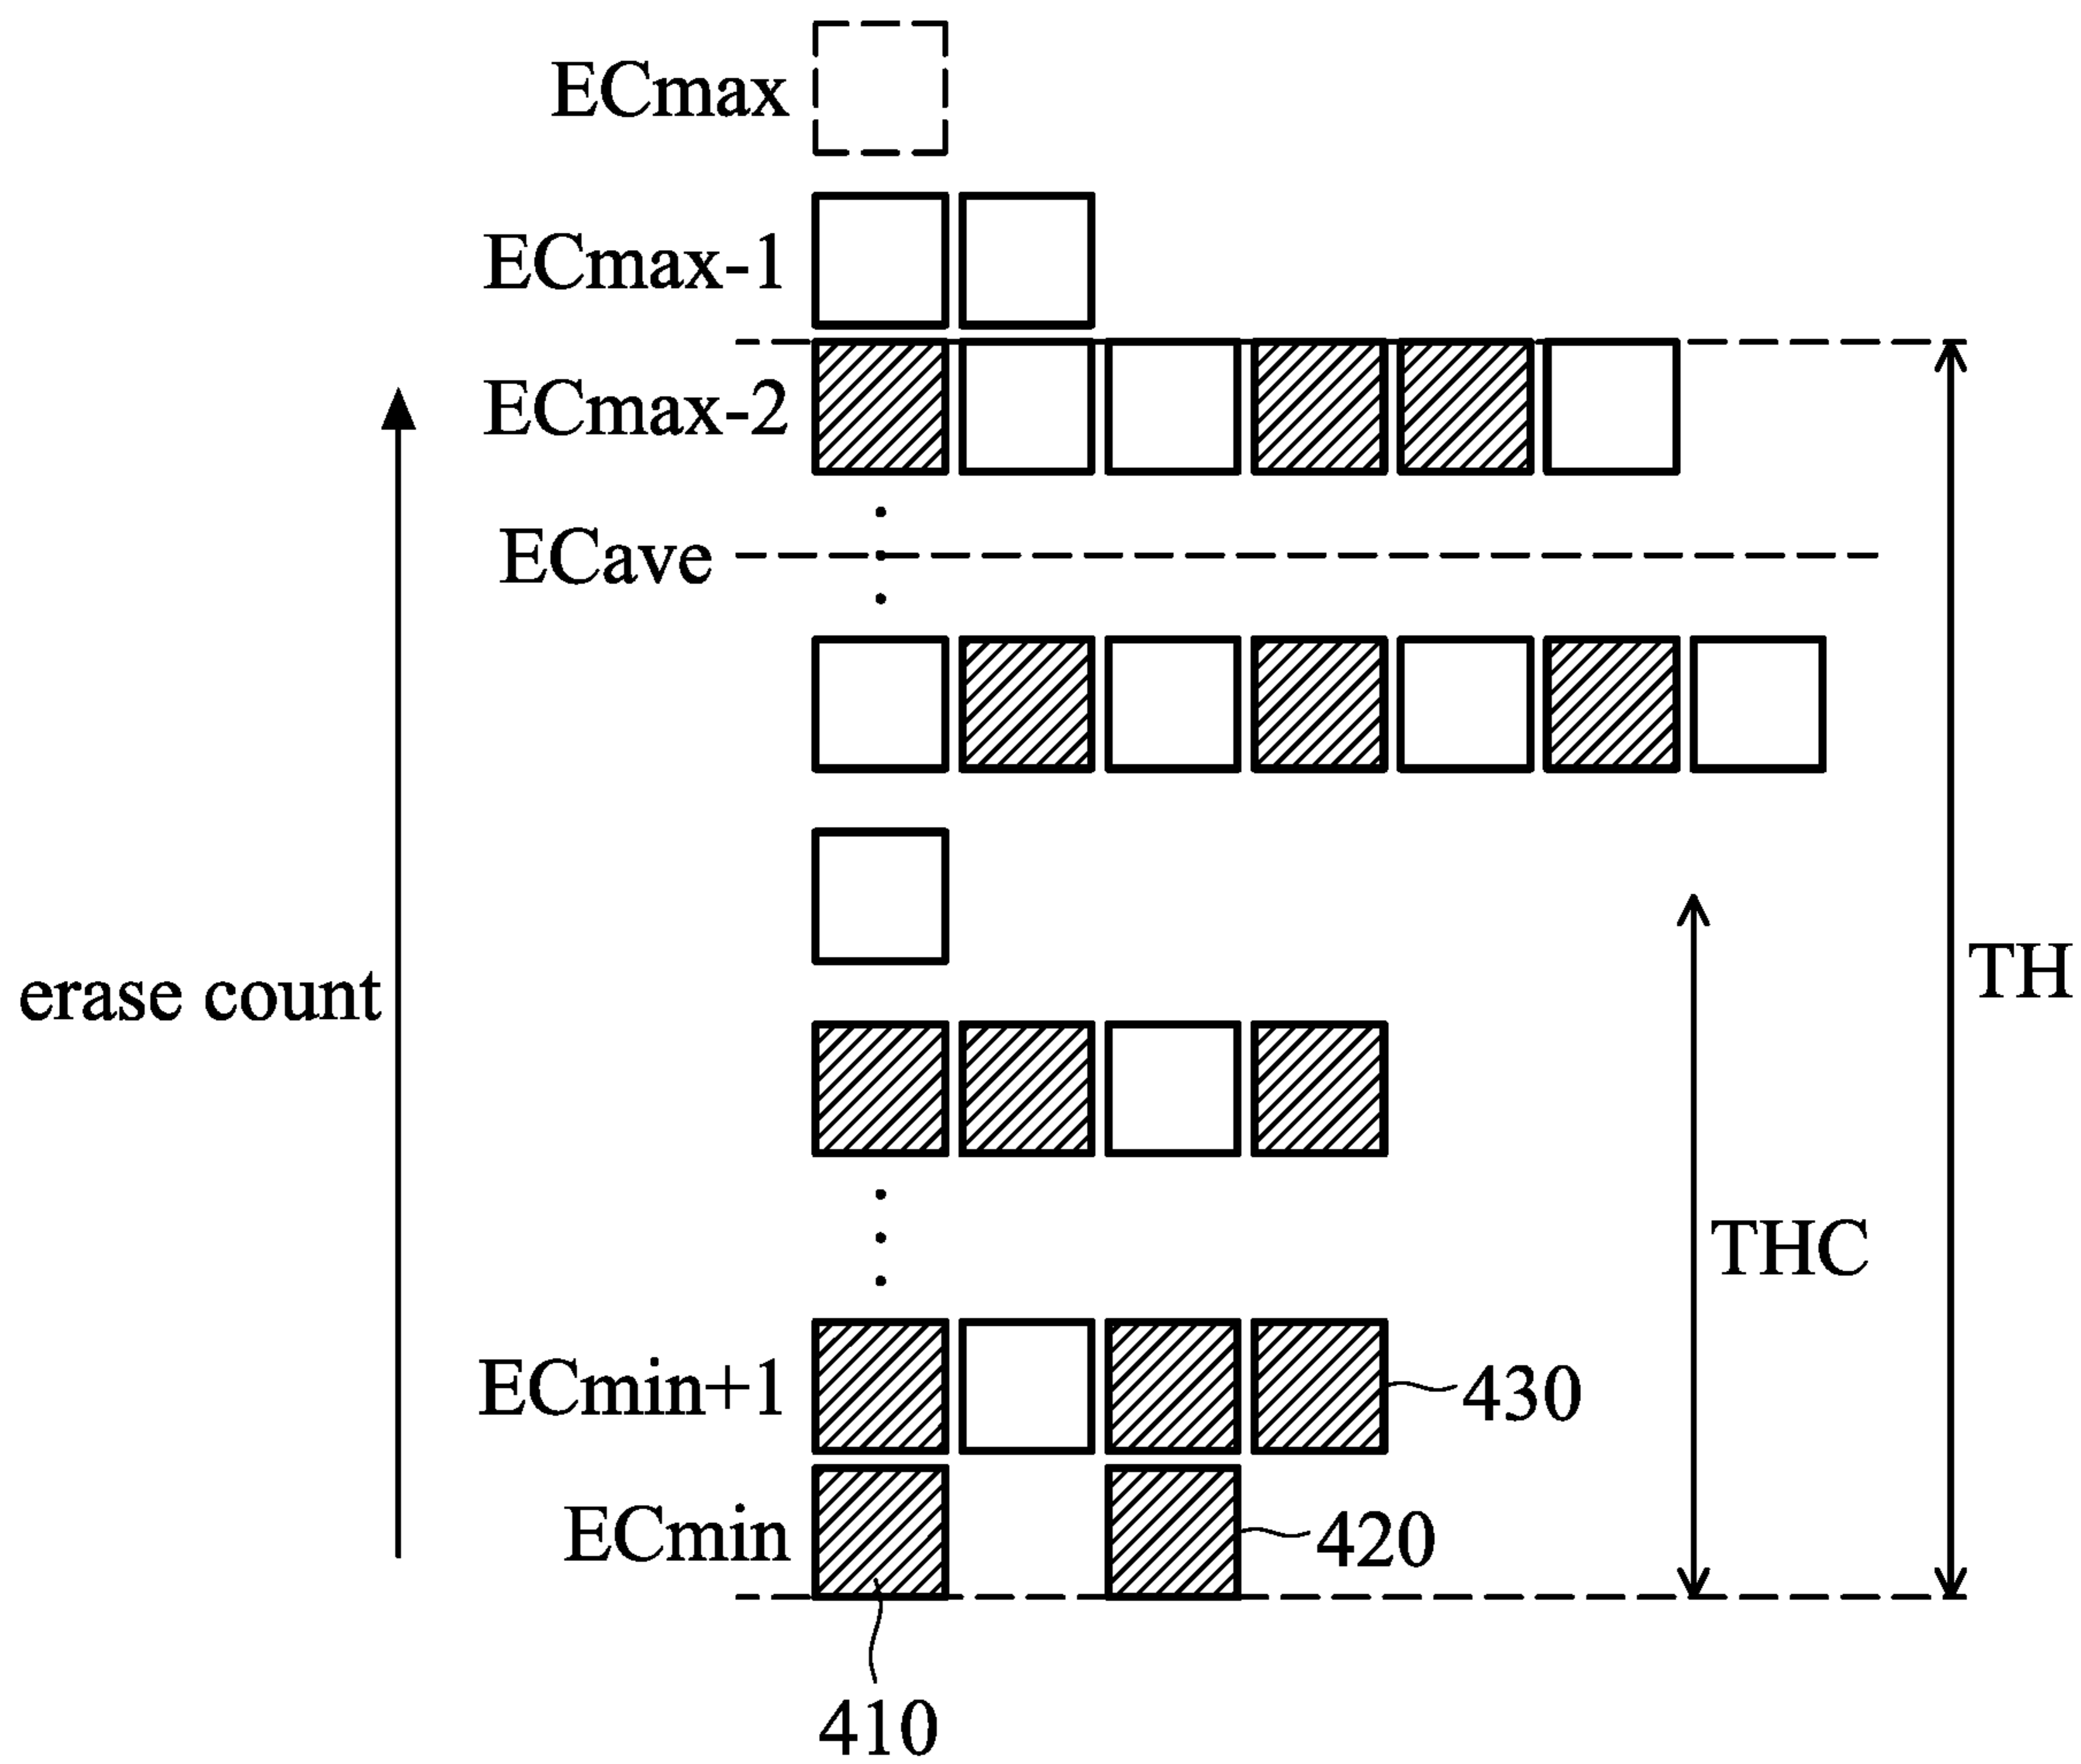 ECmax
ECmax-1
ECmax-2
ECave
erase count
TH
THC
ECmin+1
430
ECmin
420
410